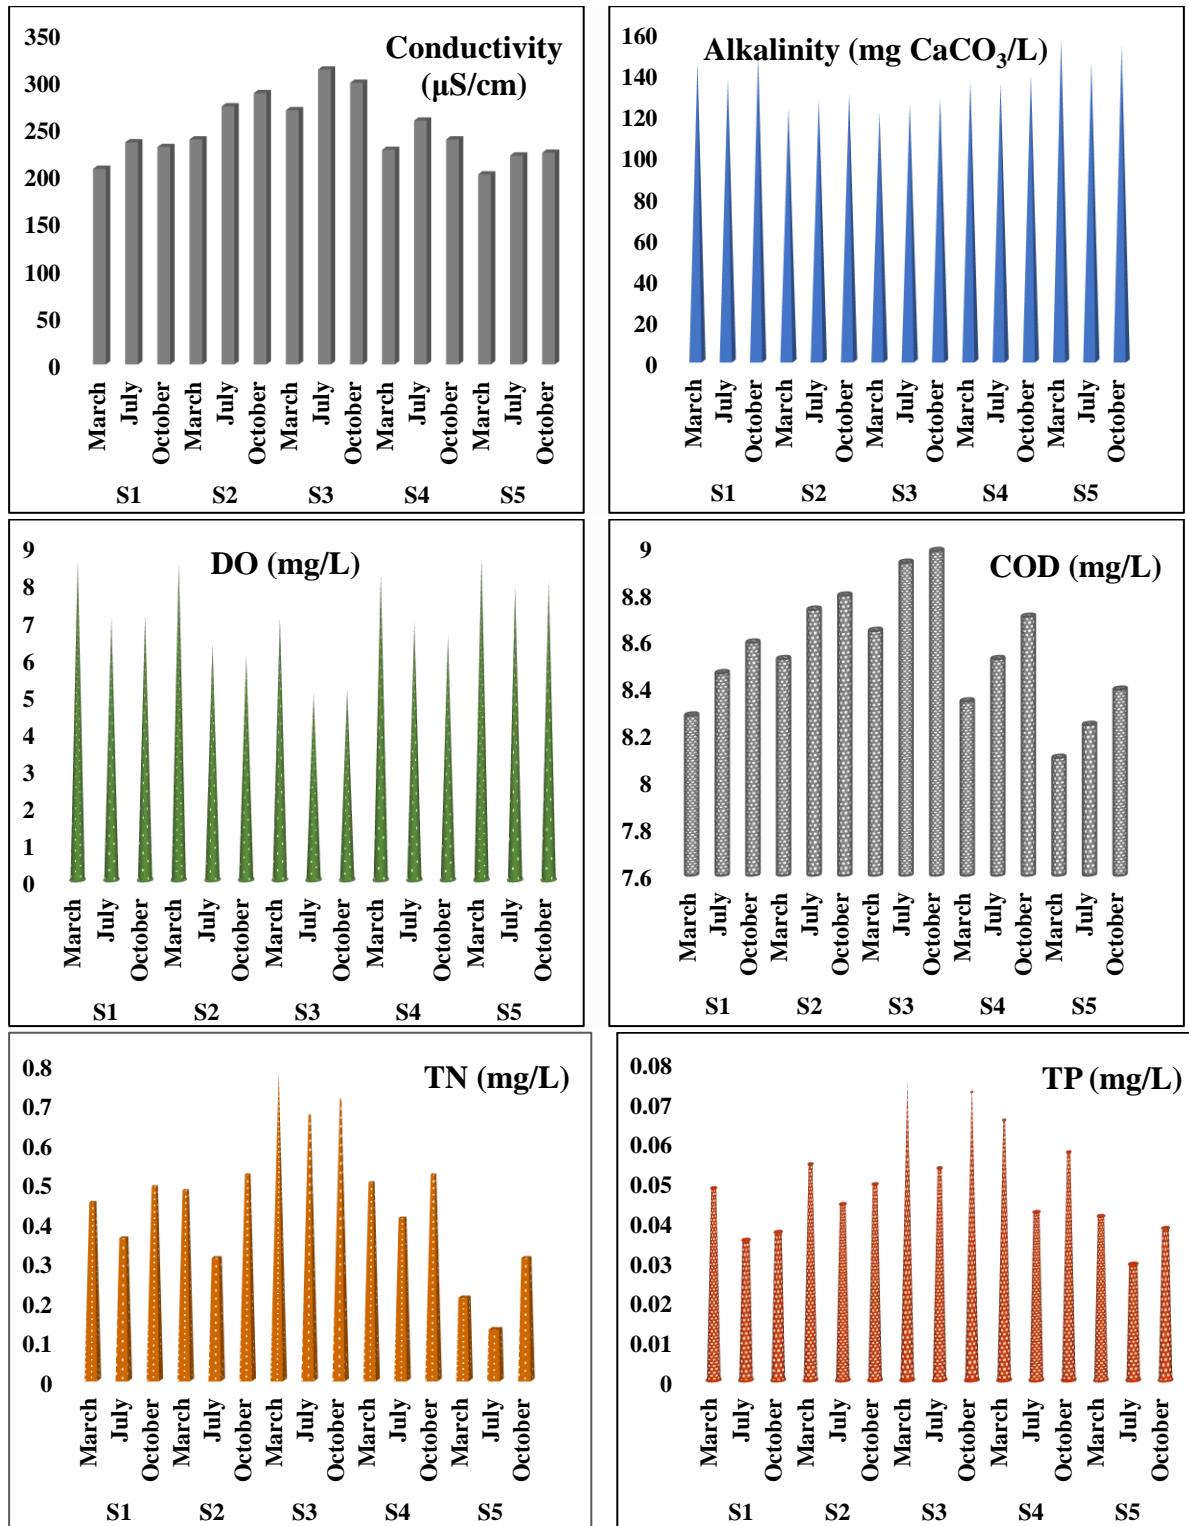 Conductivity
(µS/cm)
350
300
250
200
150
100
50
0
March July October March July October March July October March July October March July October
S1 S2 S3 S4 S5
Alkalinity (mg CaCO₃/L)
160
140
120
100
80
60
40
20
0
March July October March July October March July October March July October March July October
S1 S2 S3 S4 S5
DO (mg/L)
9
8
7
6
5
4
3
2
1
0
March July October March July October March July October March July October March July October
S1 S2 S3 S4 S5
COD (mg/L)
9
8.8
8.6
8.4
8.2
8
7.8
7.6
March July October March July October March July October March July October March July October
S1 S2 S3 S4 S5
TN (mg/L)
0.8
0.7
0.6
0.5
0.4
0.3
0.2
0.1
0
March July October March July October March July October March July October March July October
S1 S2 S3 S4 S5
TP (mg/L)
0.08
0.07
0.06
0.05
0.04
0.03
0.02
0.01
0
March July October March July October March July October March July October March July October
S1 S2 S3 S4 S5